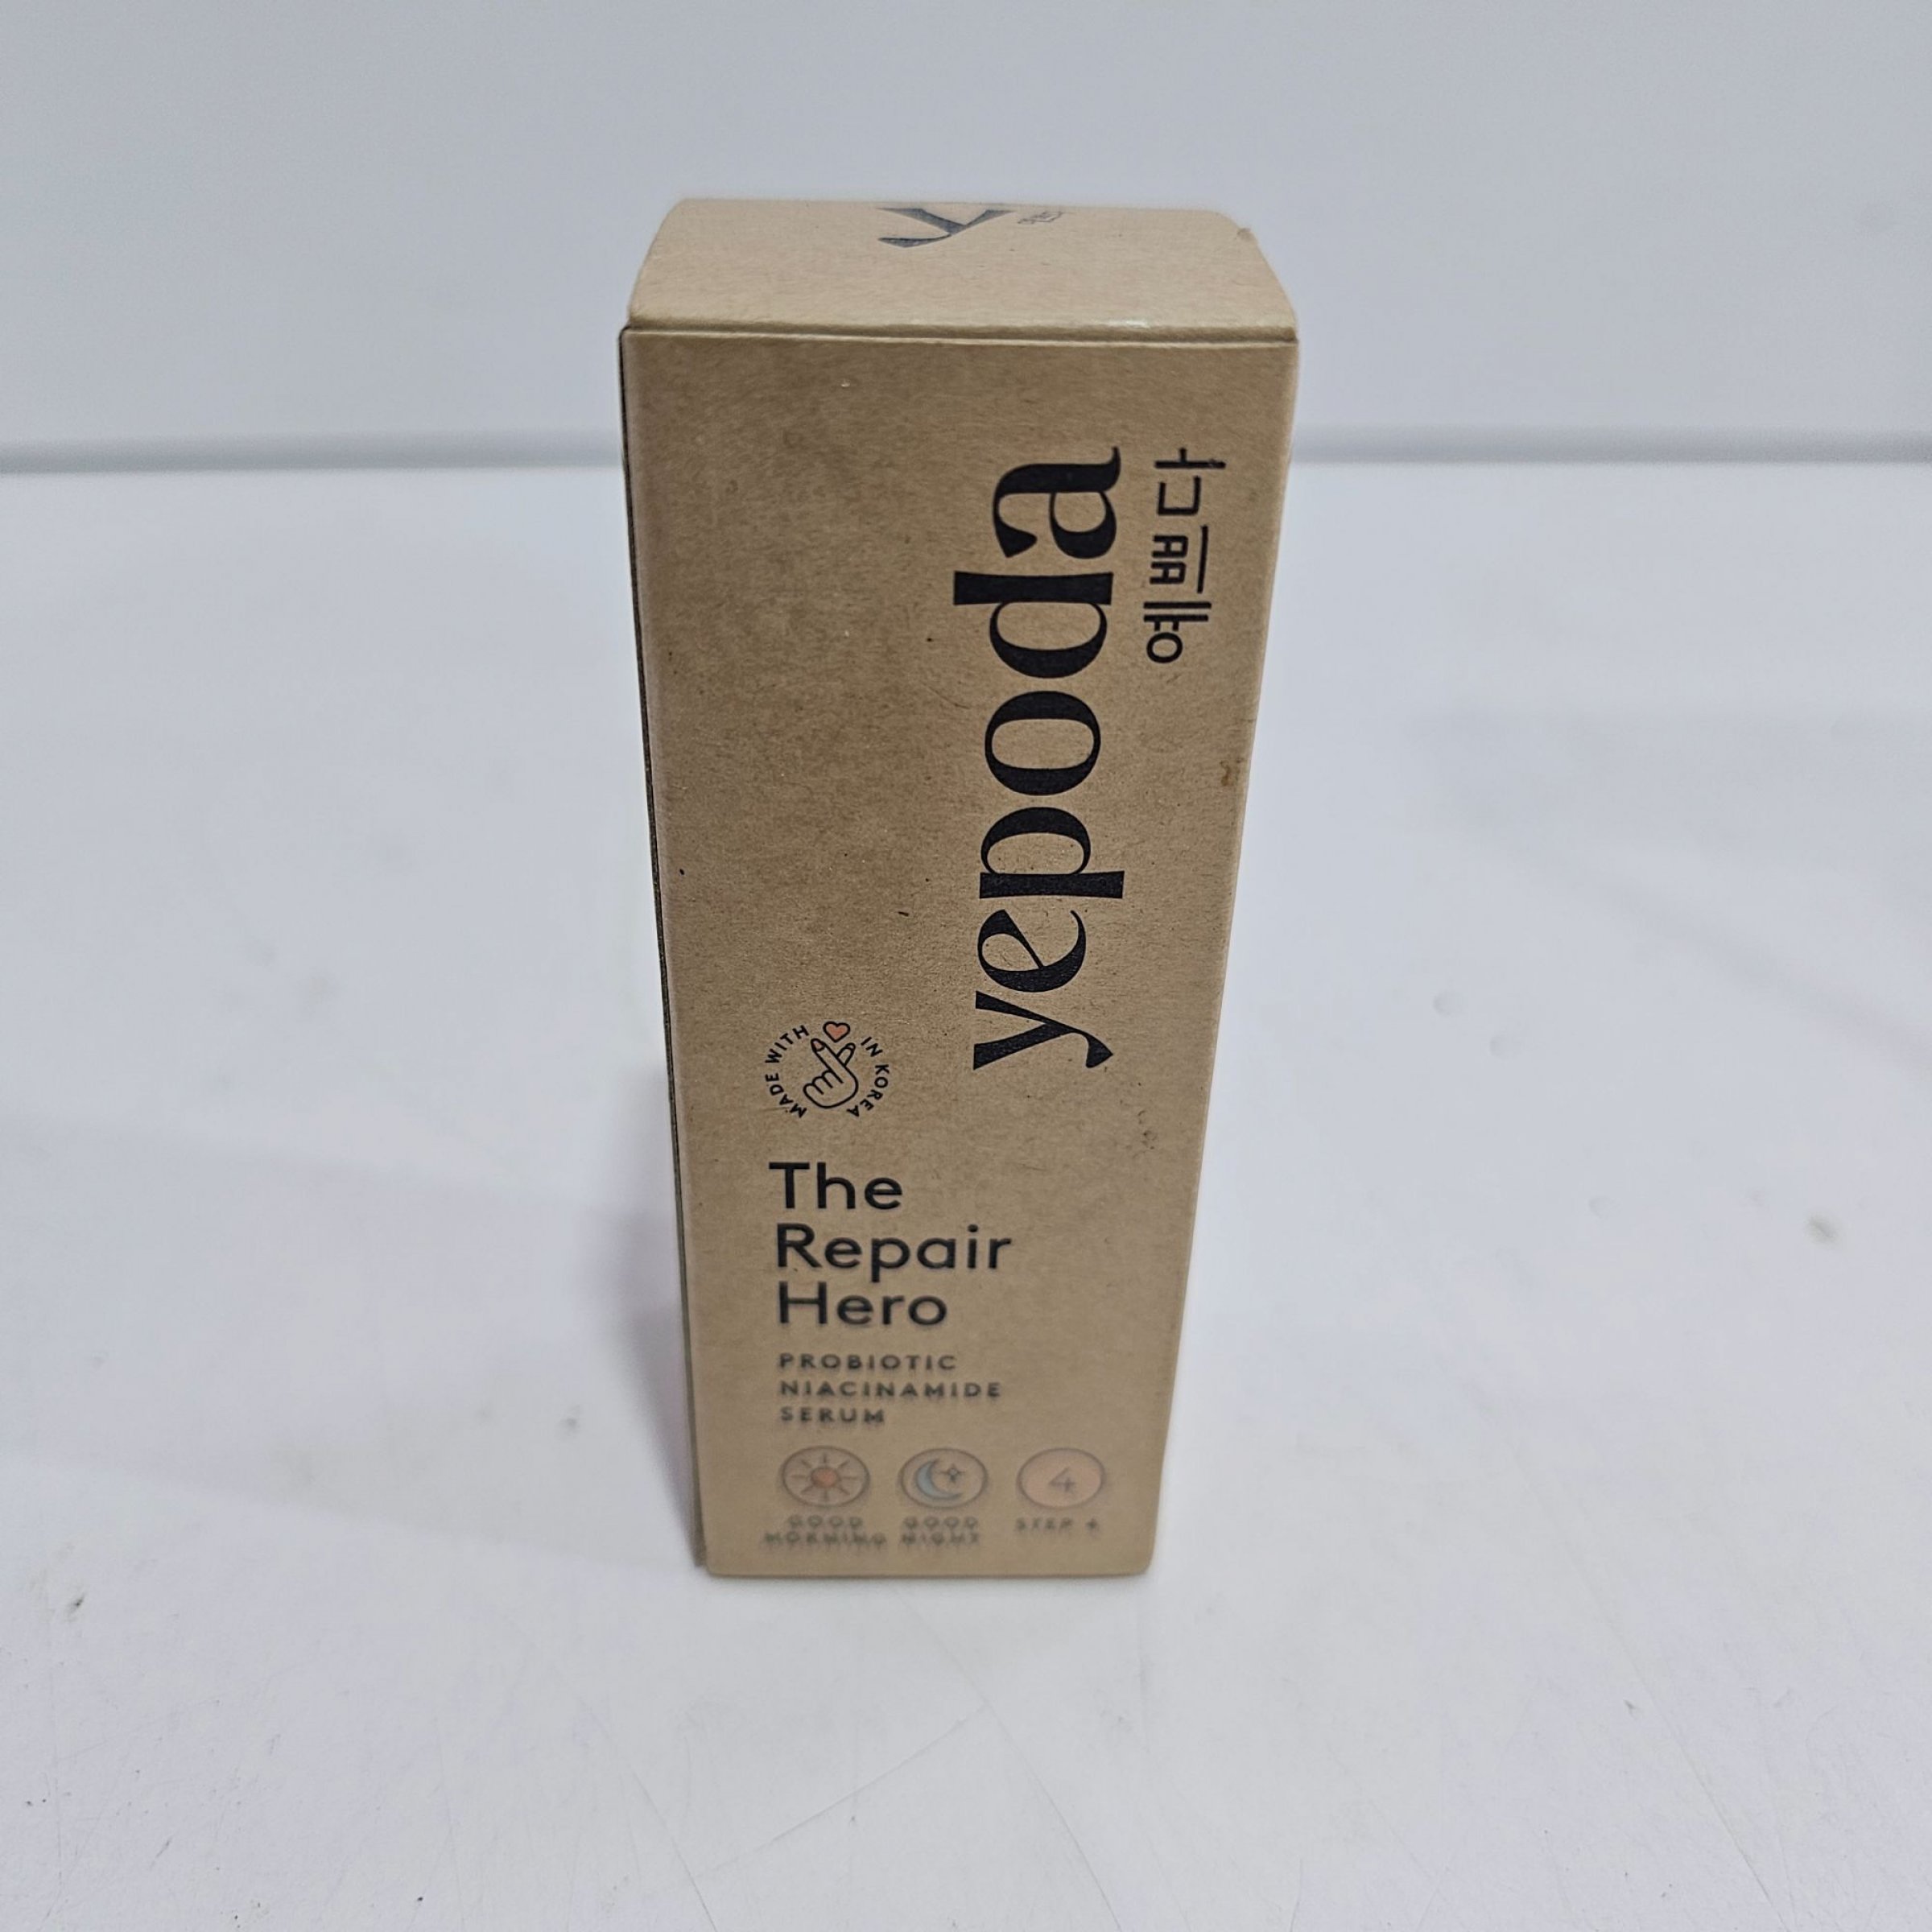 yepoda
예쁘다
MADE WITH IN KOREA
The
Repair
Hero
PROBIOTIC
NIACINAMIDE
SERUM
4
GOOD
MORNING
GOOD
NIGHT
STEP 4